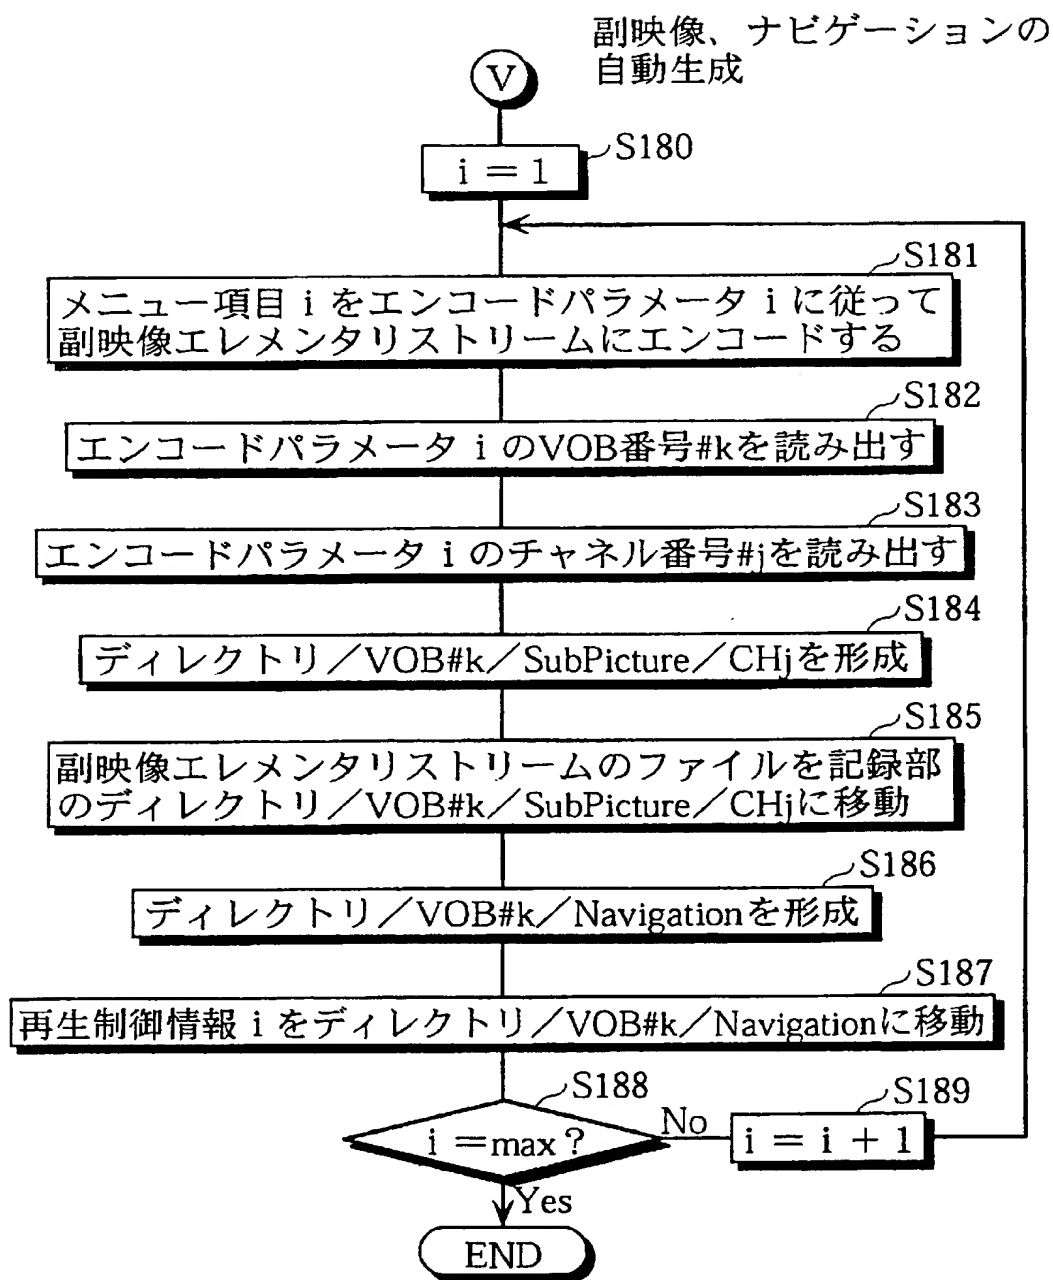 副映像、ナビゲーションの
自動生成
V
S180
i = 1
S181
メニュー項目 i をエンコードパラメータ i に従って
副映像エレメンタリストリームにエンコードする
S182
エンコードパラメータ i のVOB番号#kを読み出す
S183
エンコードパラメータ i のチャネル番号#jを読み出す
S184
ディレクトリ／VOB#k／SubPicture／CHjを形成
S185
副映像エレメンタリストリームのファイルを記録部
のディレクトリ／VOB#k／SubPicture／CHjに移動
S186
ディレクトリ／VOB#k／Navigationを形成
S187
再生制御情報 i をディレクトリ／VOB#k／Navigationに移動
S188
i =max ?
No
S189
i = i + 1
Yes
END